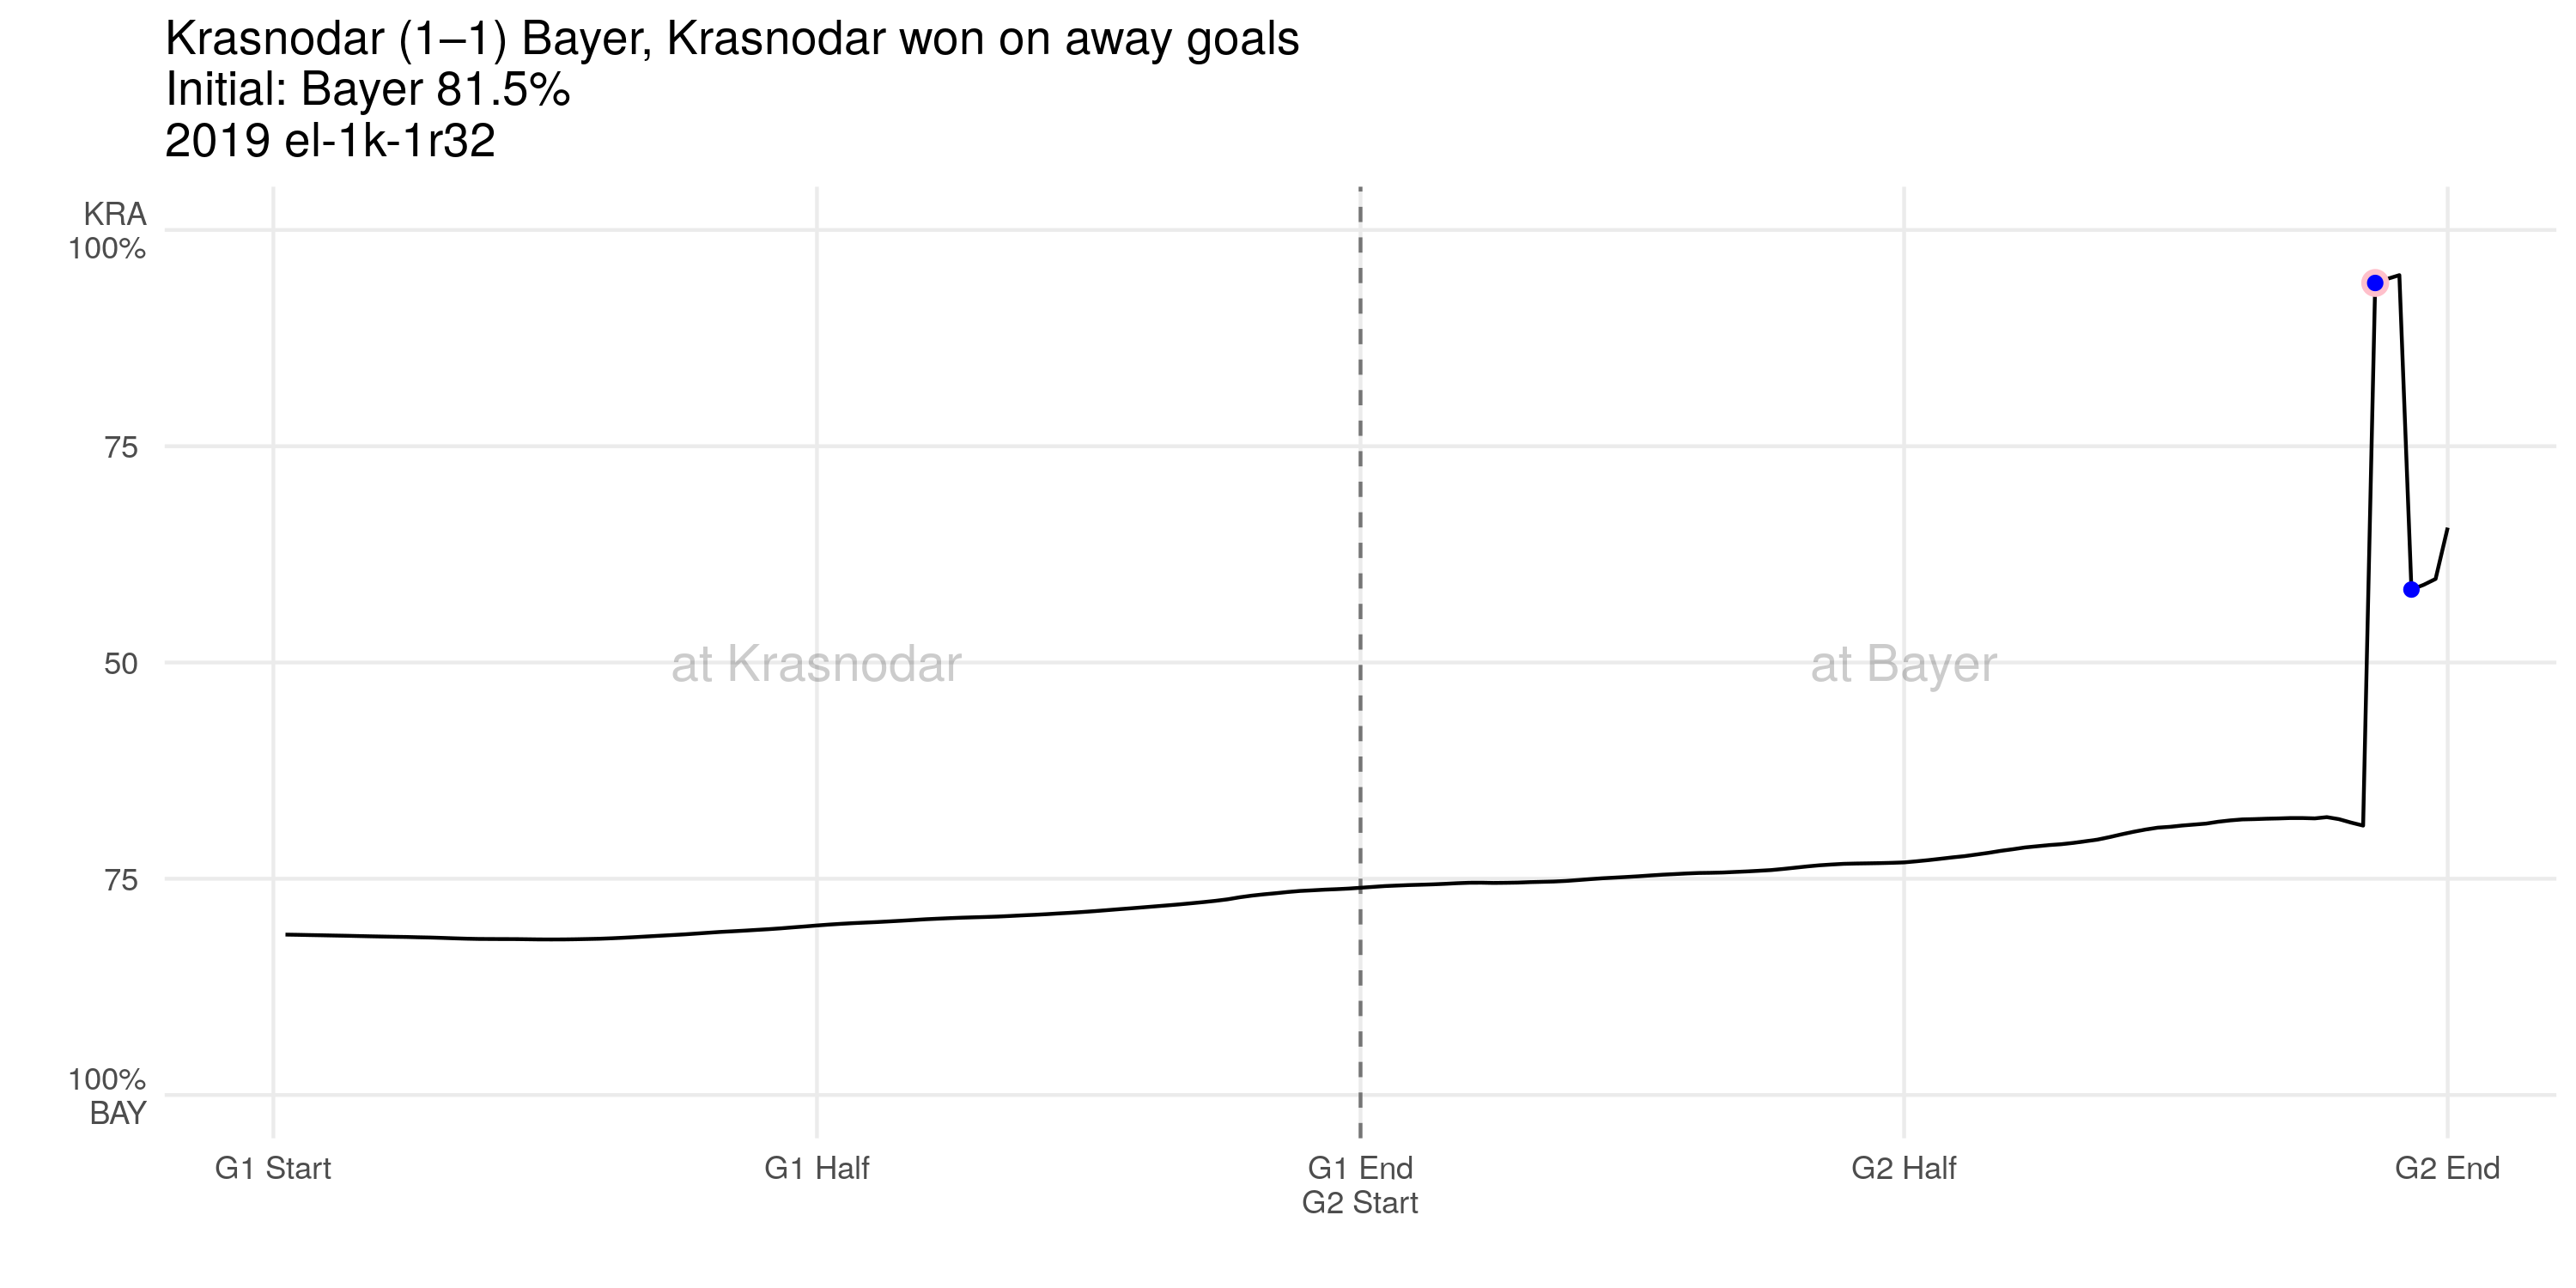 Krasnodar (1–1) Bayer, Krasnodar won on away goals
Initial: Bayer 81.5%
2019 el-1k-1r32
KRA
100%
75
50
at Krasnodar
at Bayer
75
100%
BAY
G1 Start
G1 Half
G1 End
G2 Start
G2 Half
G2 End